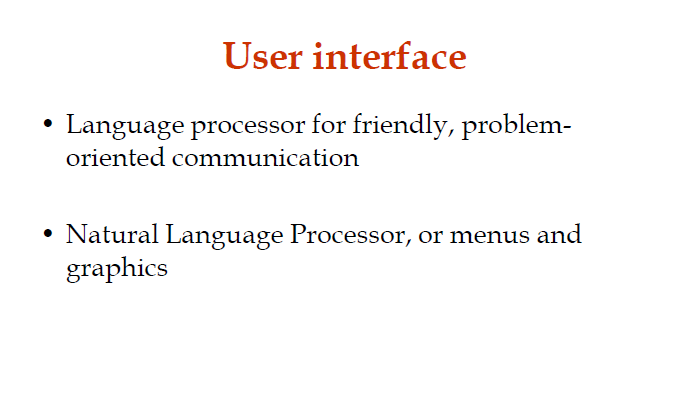 User interface
• Language processor for friendly, problem-
oriented communication
• Natural Language Processor, or menus and
graphics